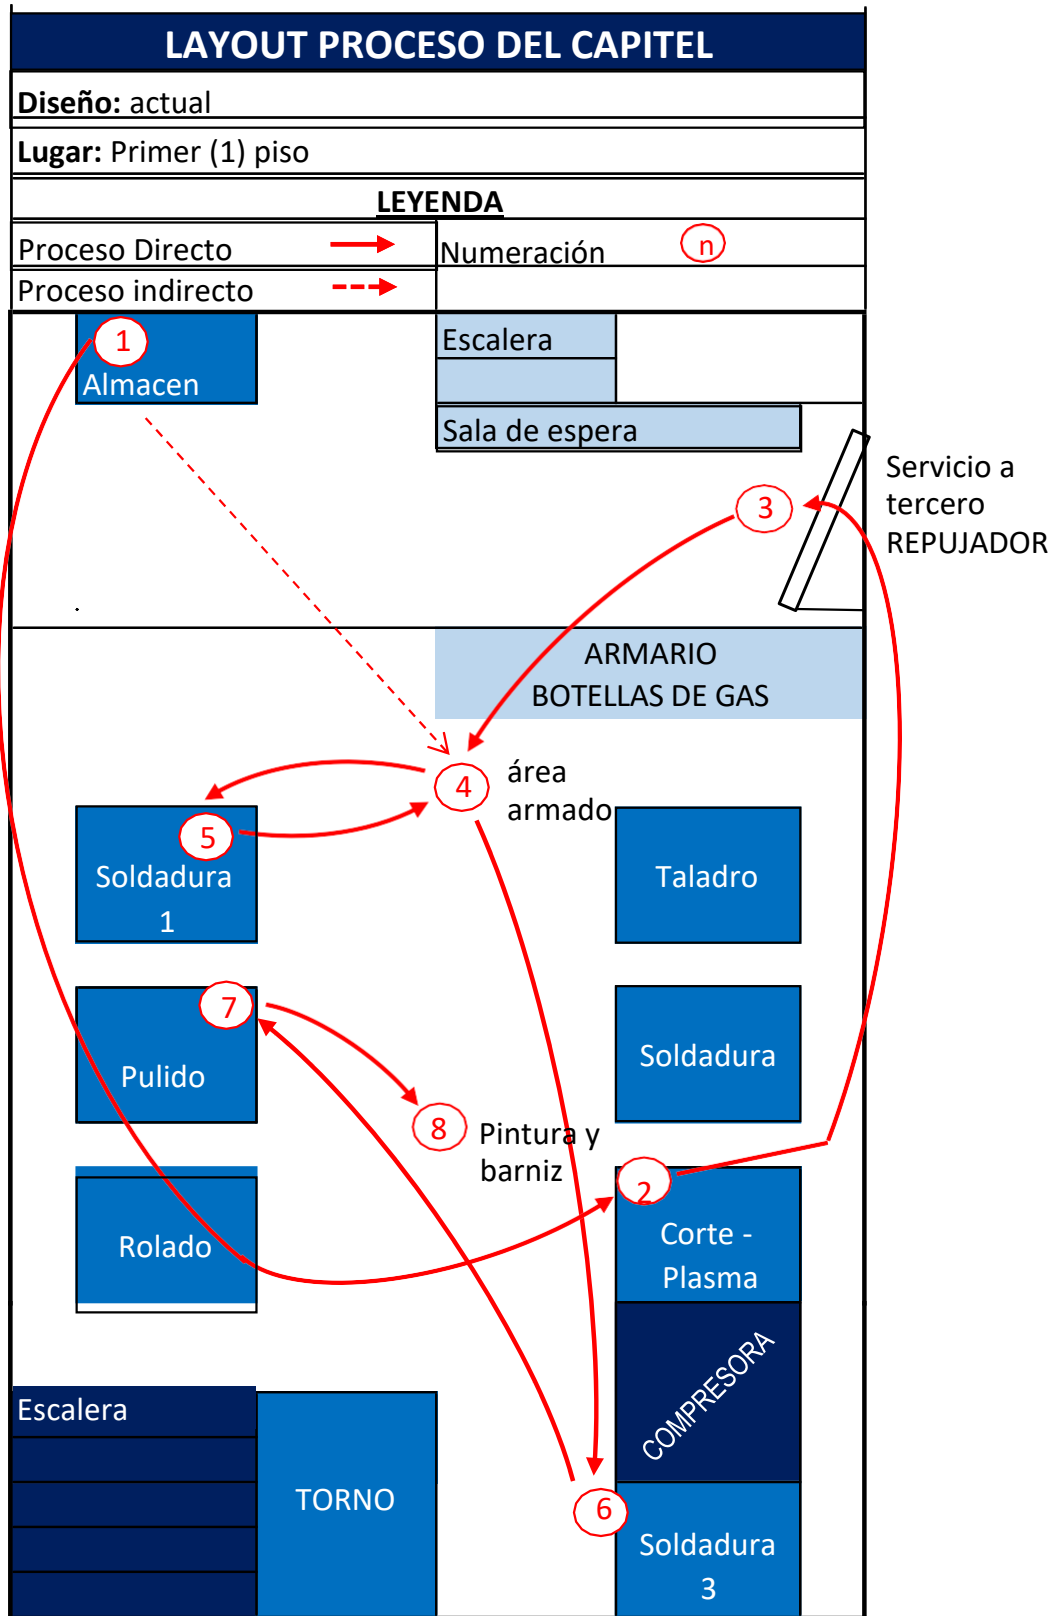 LAYOUT PROCESO DEL CAPITEL
Diseño: actual
Lugar: Primer (1) piso
LEYENDA
Proceso Directo
Numeración
n
Proceso indirecto
1
Almacen
Escalera
Sala de espera
3
Servicio a
tercero
REPUJADOR
ARMARIO
BOTELLAS DE GAS
4
área
armado
5
Soldadura
1
Taladro
7
Pulido
Soldadura
8
Pintura y
barniz
2
Corte -
Plasma
Rolado
COMPRESORA
Escalera
TORNO
6
Soldadura
3